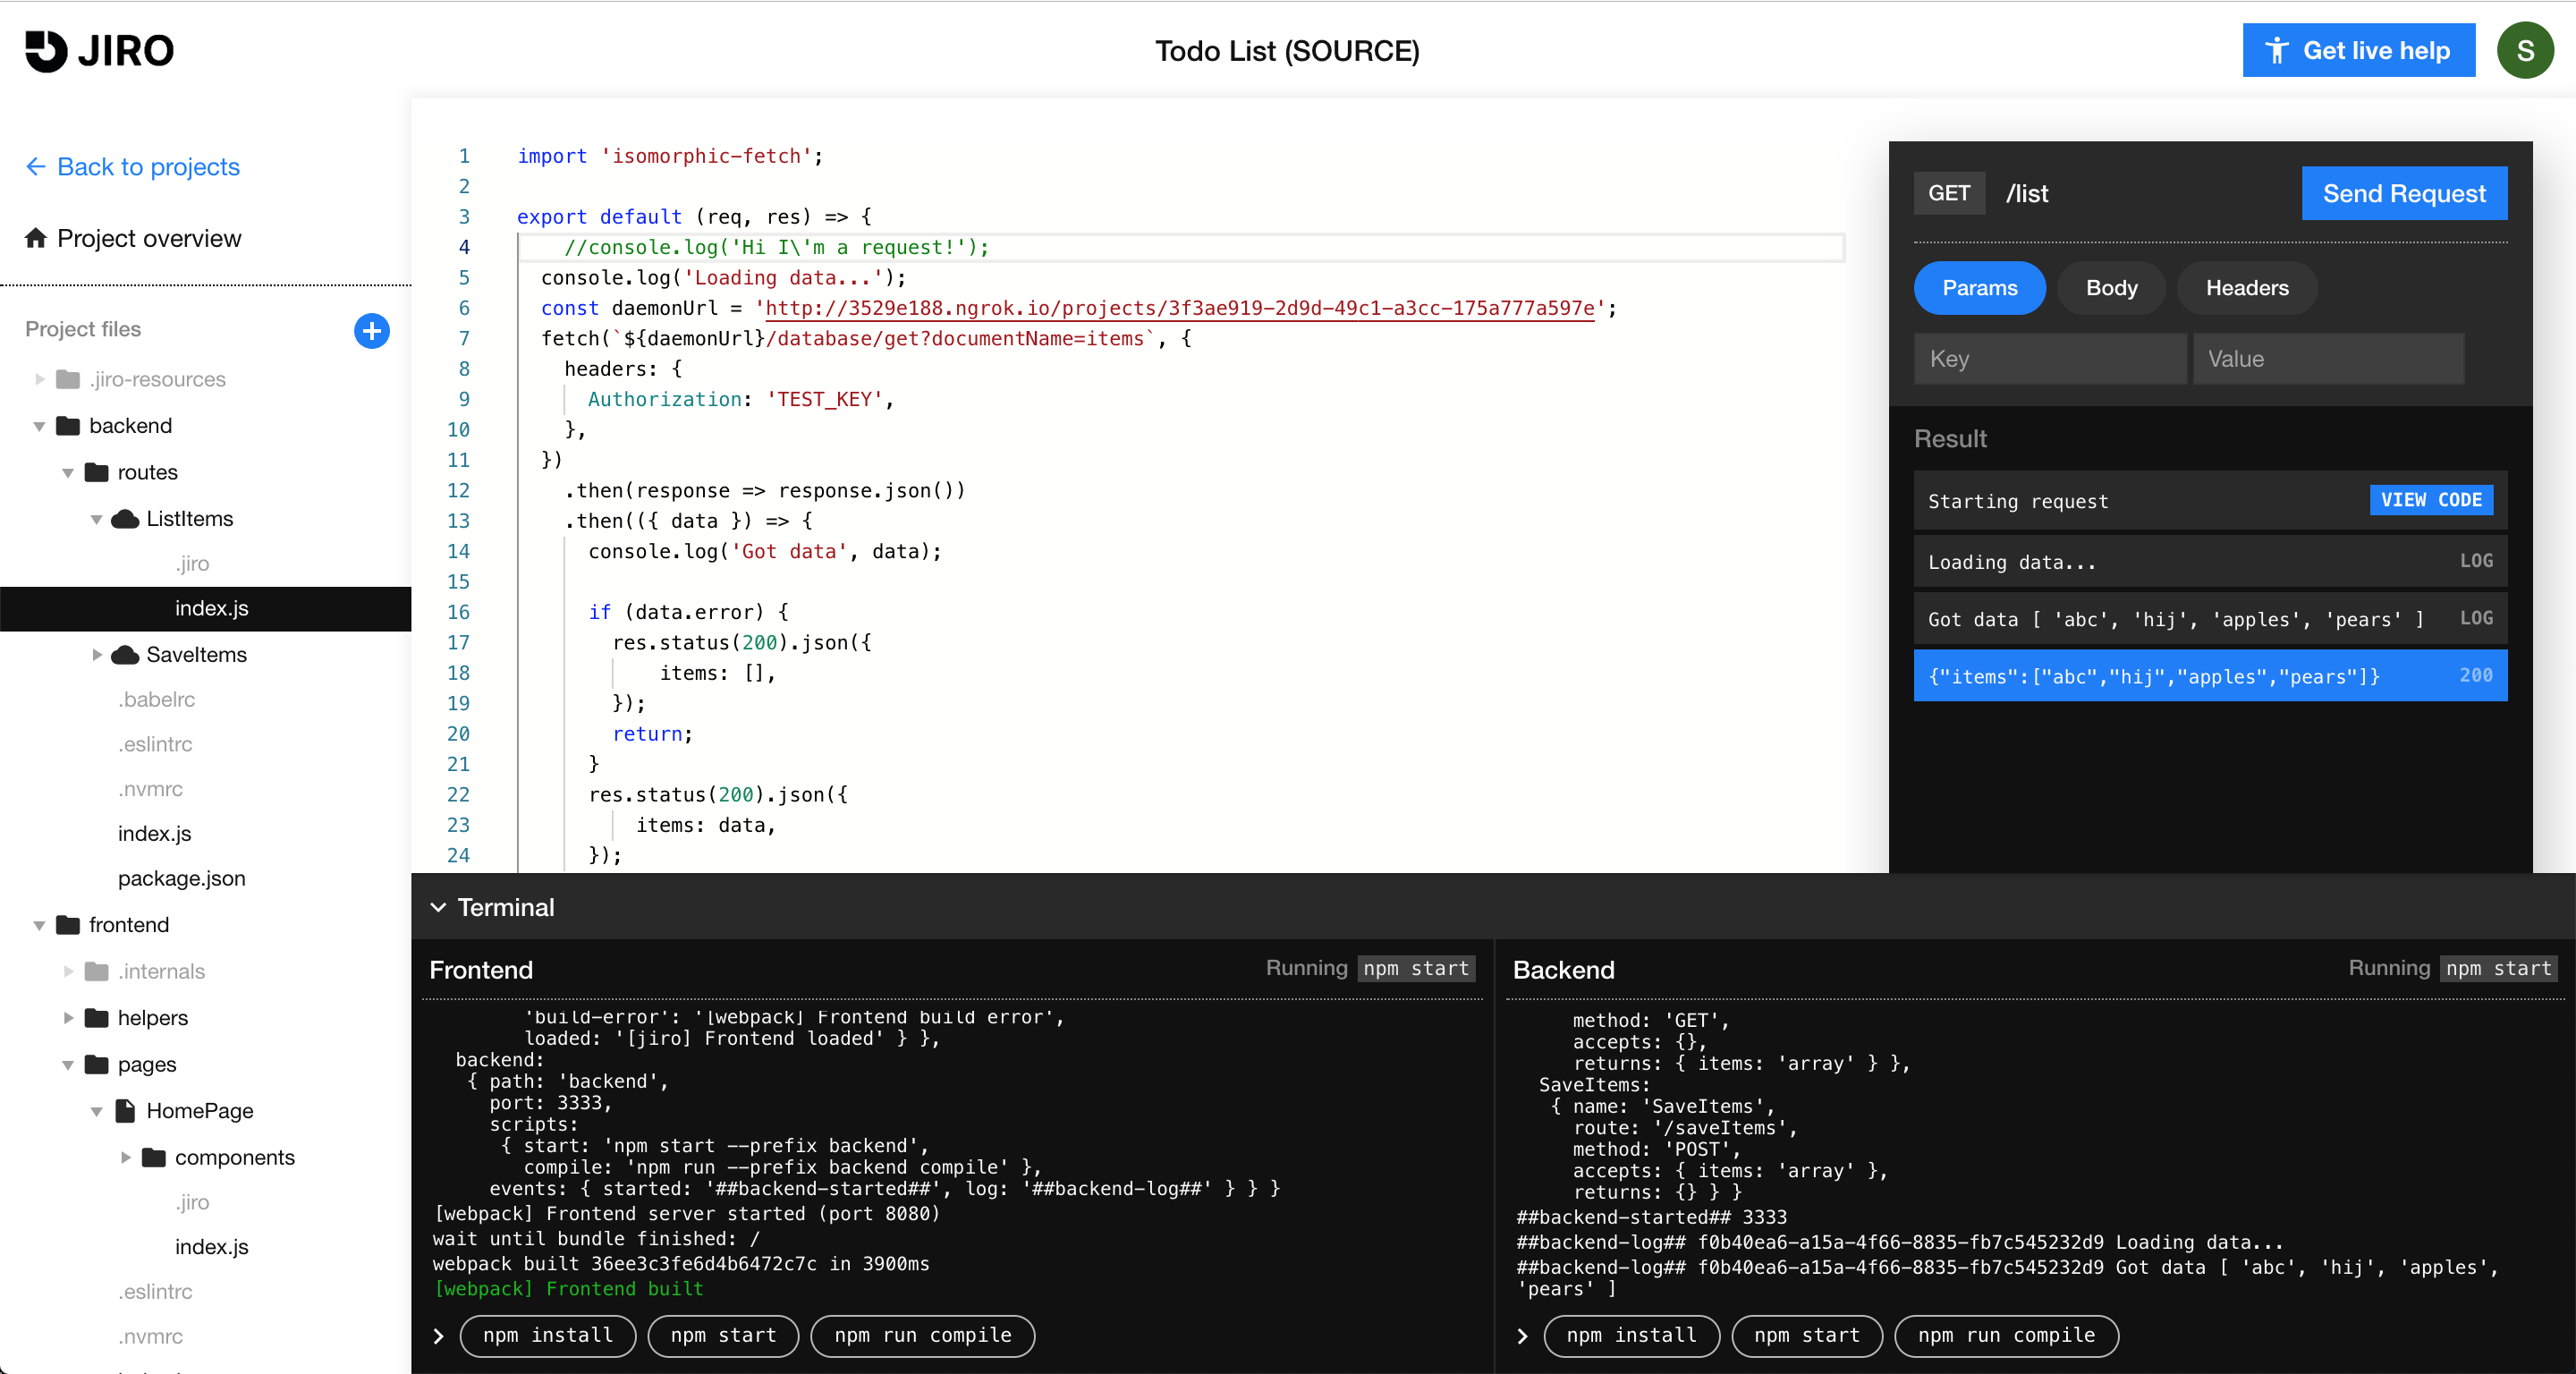 JIRO
Todo List (SOURCE)
Get live help
S
Back to projects
Project overview
Project files
.jiro-resources
backend
routes
ListItems
.jiro
index.js
SaveItems
.babelrc
.eslintrc
.nvmrc
index.js
package.json
frontend
.internals
helpers
pages
HomePage
components
.jiro
index.js
.eslintrc
.nvmrc
1 import 'isomorphic-fetch';
2
3 export default (req, res) => {
4 //console.log('Hi I\'m a request!');
5 console.log('Loading data...');
6 const daemonUrl = 'http://3529e188.ngrok.io/projects/3f3ae919-2d9d-49c1-a3cc-175a777a597e';
7 fetch(`${daemonUrl}/database/get?documentName=items`, {
8 headers: {
9 Authorization: 'TEST_KEY',
10 },
11 })
12 .then(response => response.json())
13 .then(({ data }) => {
14 console.log('Got data', data);
15
16 if (data.error) {
17 res.status(200).json({
18 items: [],
19 });
20 return;
21 }
22 res.status(200).json({
23 items: data,
24 });
GET /list Send Request
Params Body Headers
Key Value
Result
Starting request VIEW CODE
Loading data... LOG
Got data [ 'abc', 'hij', 'apples', 'pears' ] LOG
{"items":["abc","hij","apples","pears"]} 200
Terminal
Frontend Running npm start
'build-error': '[webpack] Frontend build error',
loaded: '[jiro] Frontend loaded' } },
backend:
{ path: 'backend',
port: 3333,
scripts:
{ start: 'npm start --prefix backend',
compile: 'npm run --prefix backend compile' },
events: { started: '##backend-started##', log: '##backend-log##' } } }
[webpack] Frontend server started (port 8080)
wait until bundle finished: /
webpack built 36ee3c3fe6d4b6472c7c in 3900ms
[webpack] Frontend built
npm install npm start npm run compile
Backend Running npm start
method: 'GET',
accepts: {},
returns: { items: 'array' } },
SaveItems:
{ name: 'SaveItems',
route: '/saveItems',
method: 'POST',
accepts: { items: 'array' },
returns: {} } }
##backend-started## 3333
##backend-log## f0b40ea6-a15a-4f66-8835-fb7c545232d9 Loading data...
##backend-log## f0b40ea6-a15a-4f66-8835-fb7c545232d9 Got data [ 'abc', 'hij', 'apples',
'pears' ]
npm install npm start npm run compile